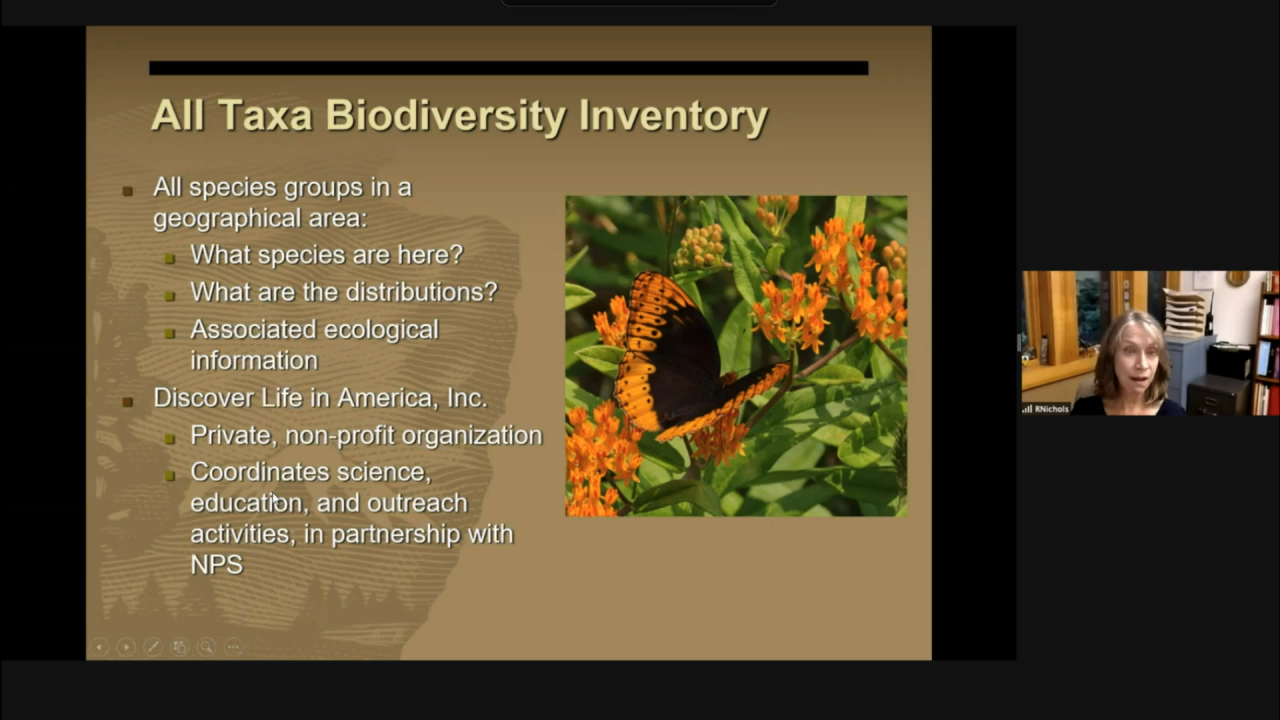 All Taxa Biodiversity Inventory
All species groups in a
geographical area:
What species are here?
What are the distributions?
Associated ecological
information
Discover Life in America, Inc.
Private, non-profit organization
Coordinates science,
education, and outreach
activities, in partnership with
NPS
RNichols